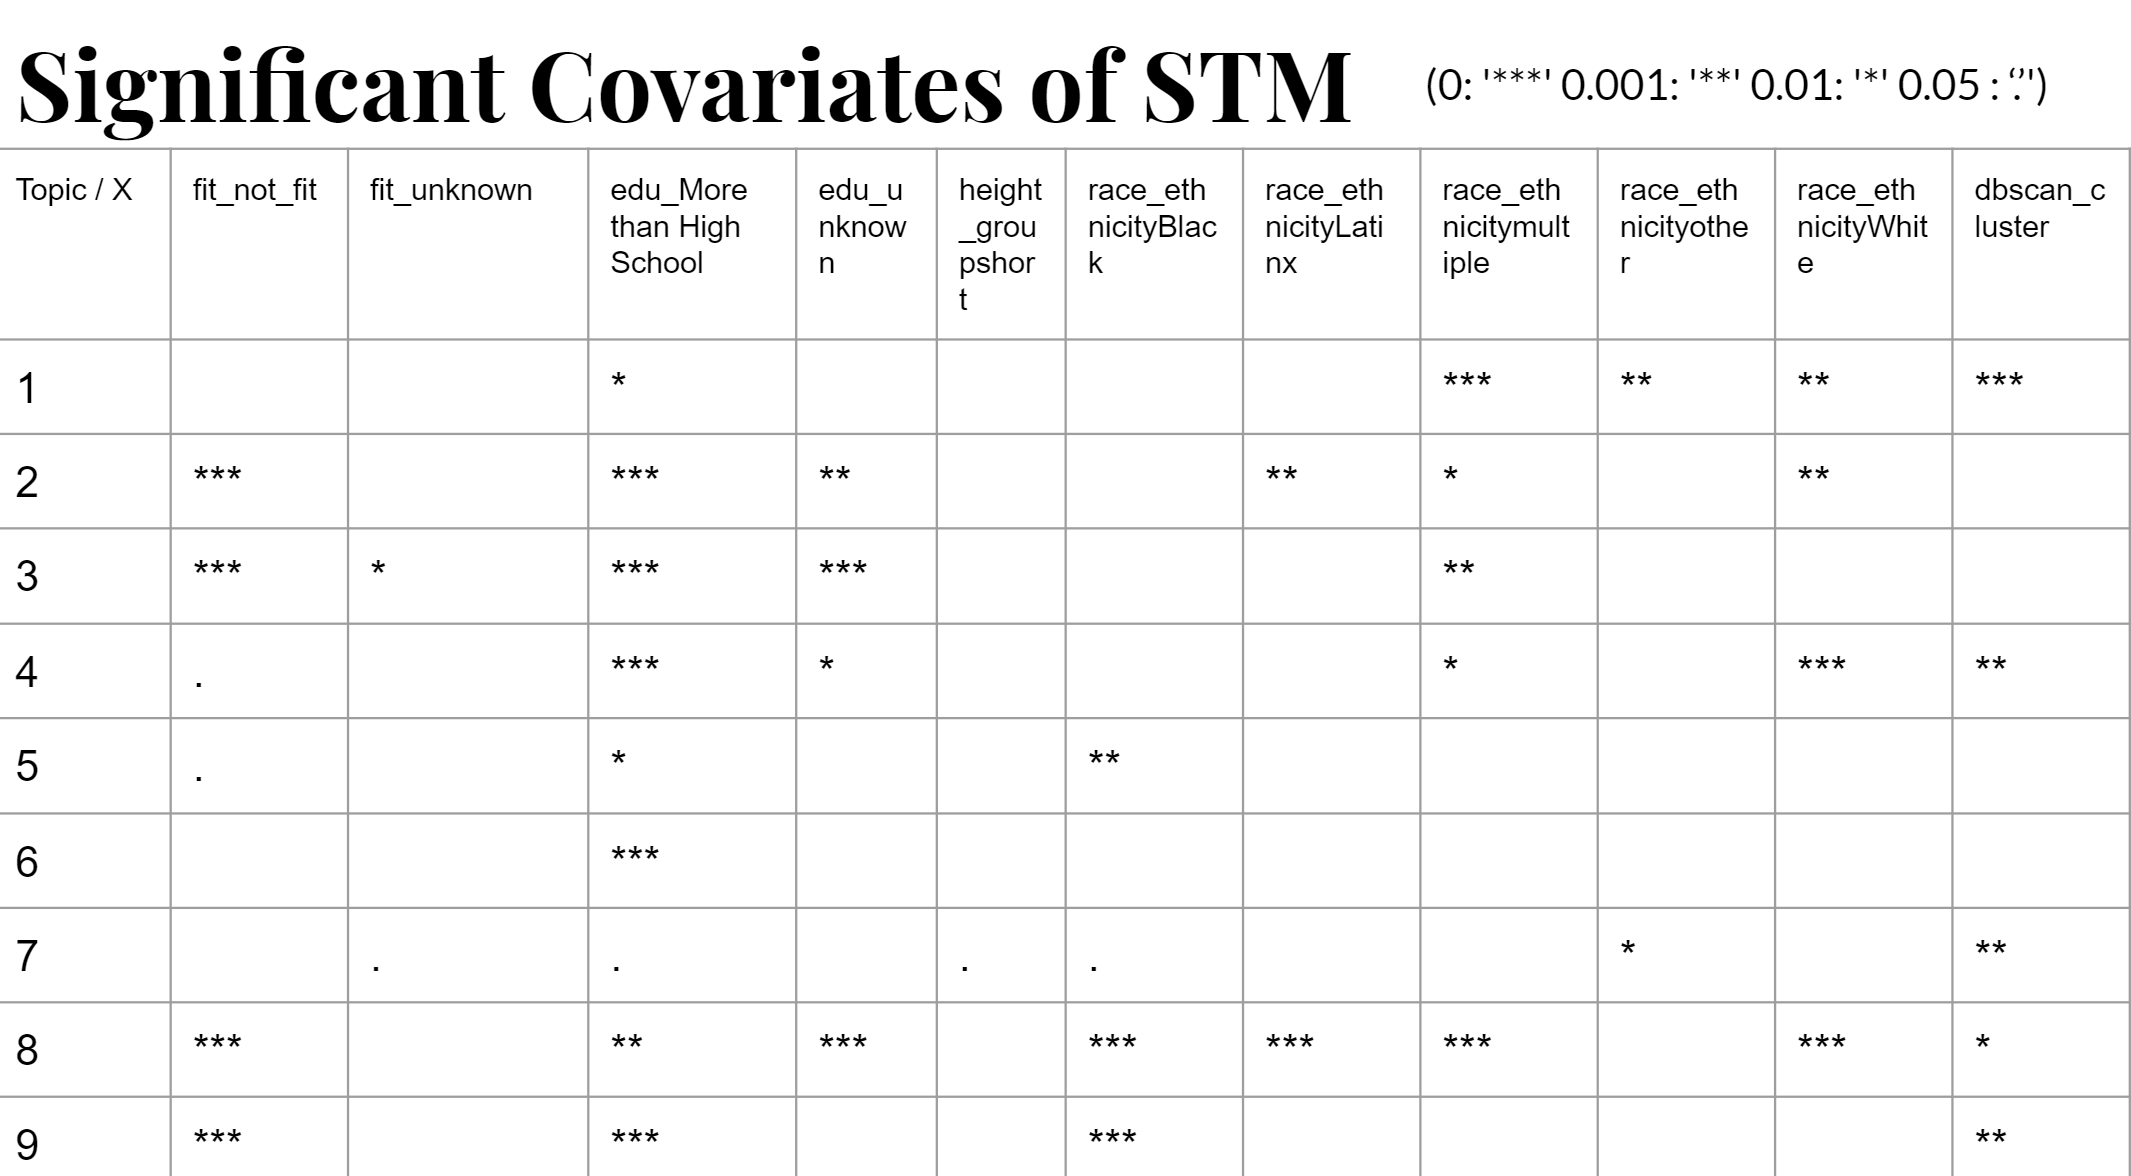 Significant Covariates of STM (0: '***' 0.001: '**' 0.01: '*' 0.05 : '.'')
Topic / X fit_not_fit fit_unknown edu_More than High School edu_unknown height_groupshort race_ethnicityBlack race_ethnicityLatinx race_ethnicitymultiple race_ethnicityother race_ethnicityWhite dbscan_cluster
1 * *** ** ** ***
2 *** *** ** ** * **
3 *** * *** *** **
4 . *** * * *** **
5 . * **
6 ***
7 . . . . * **
8 *** ** *** *** *** *** *** *
9 *** *** *** **